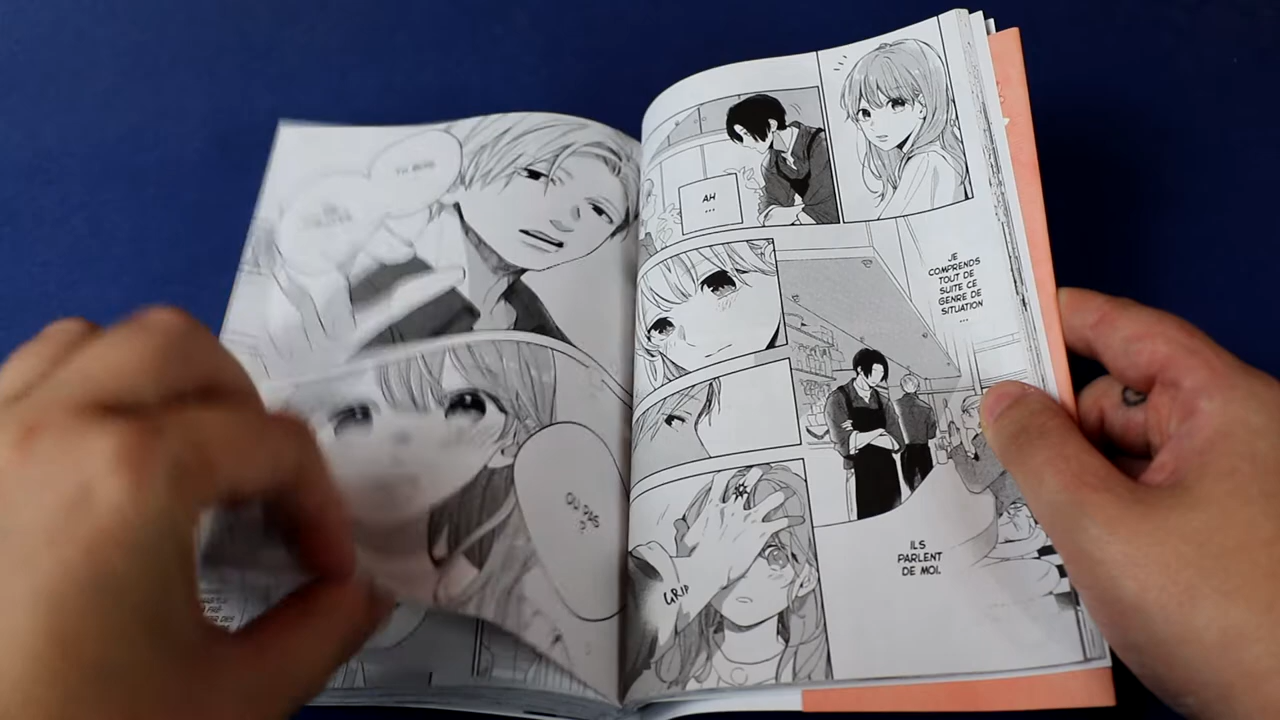 JE
COMPRENDS
TOUT DE
SUITE CE
GENRE DE
SITUATION
...
AH
...
ILS
PARLENT
DE MOI.
GRIP
OU PAS
?